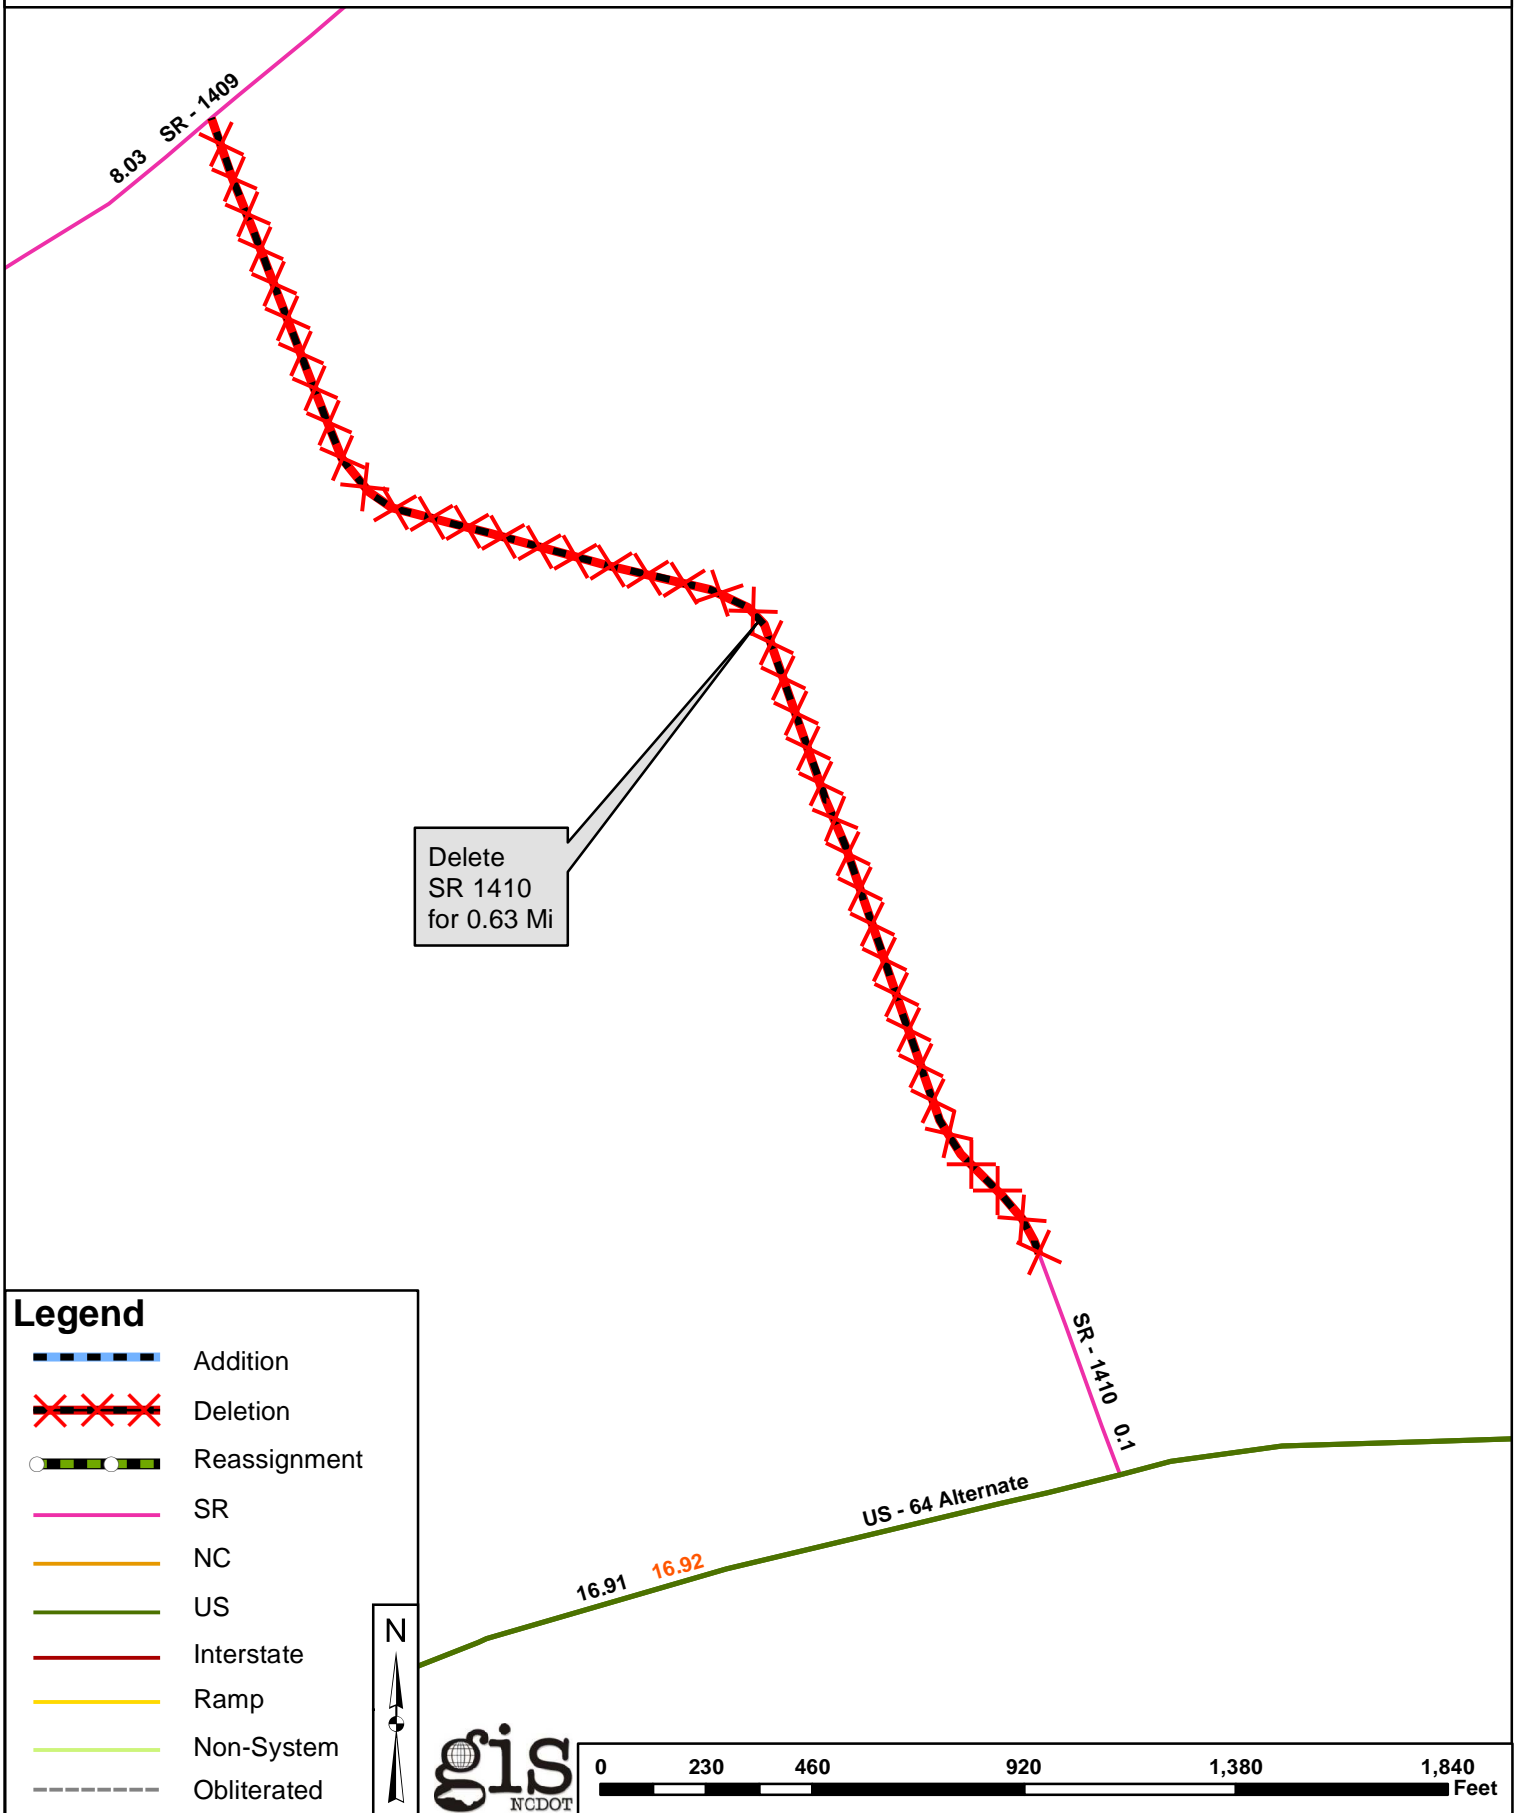 8.03 SR - 1409
Delete
SR 1410
for 0.63 Mi
SR - 1410 0.1
US - 64 Alternate
16.91 16.92
Legend
Addition
Deletion
Reassignment
SR
NC
US
Interstate
Ramp
Non-System
Obliterated
N
gis
NCDOT
0 230 460 920 1,380 1,840
Feet